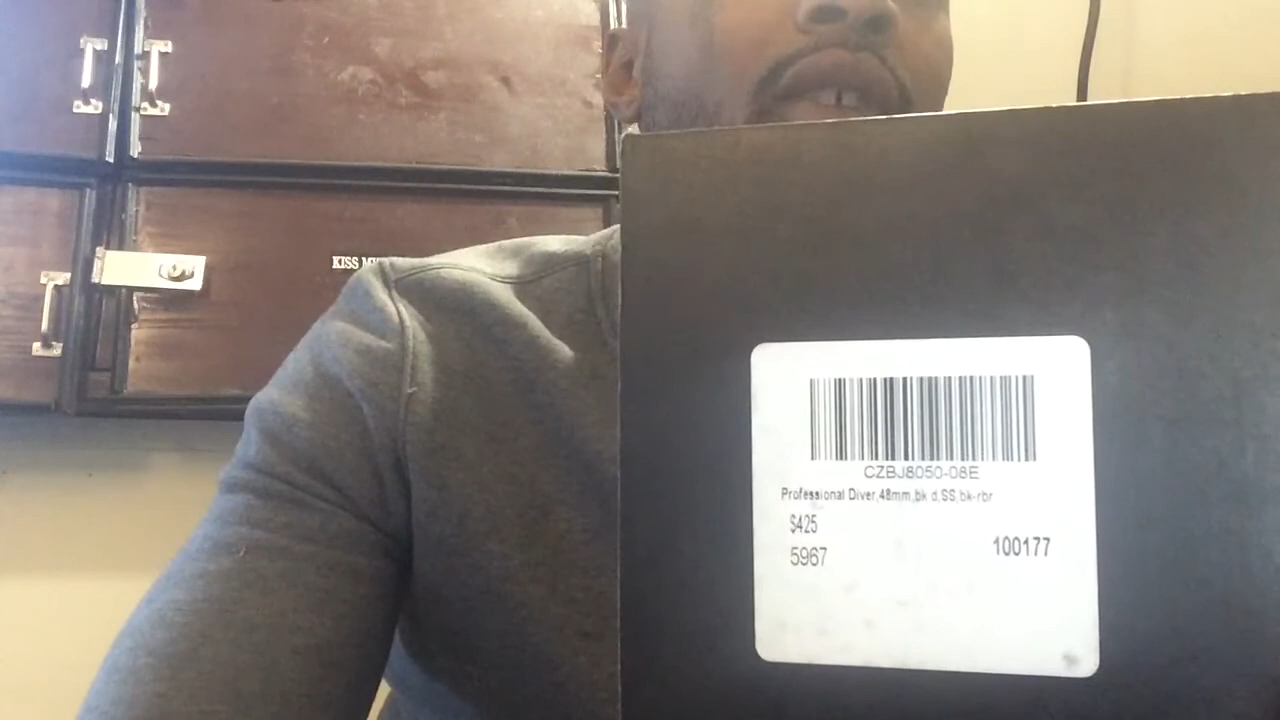 KISS
CZBJ8050-08E
Professional Diver,48mm,bk d,SS,bk-rbr
$425
5967
100177